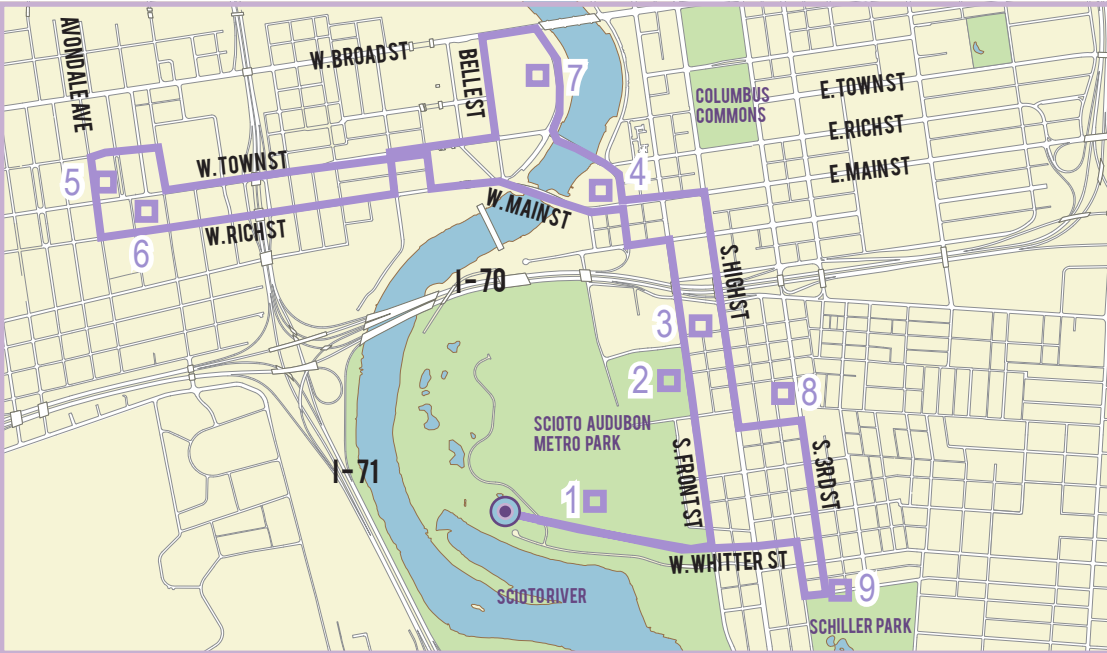 AVONDALE AVE
W. BROAD ST
BELLE ST
7
COLUMBUS
COMMONS
E. TOWN ST
E. RICH ST
E. MAIN ST
5
W. TOWN ST
4
6
W. RICH ST
W. MAIN ST
I-70
S. HIGH ST
3
2
8
SCIOTO AUDUBON
METRO PARK
I-71
S. FRONT ST
S. 3RD ST
1
W. WHITTER ST
SCIOTO RIVER
9
SCHILLER PARK